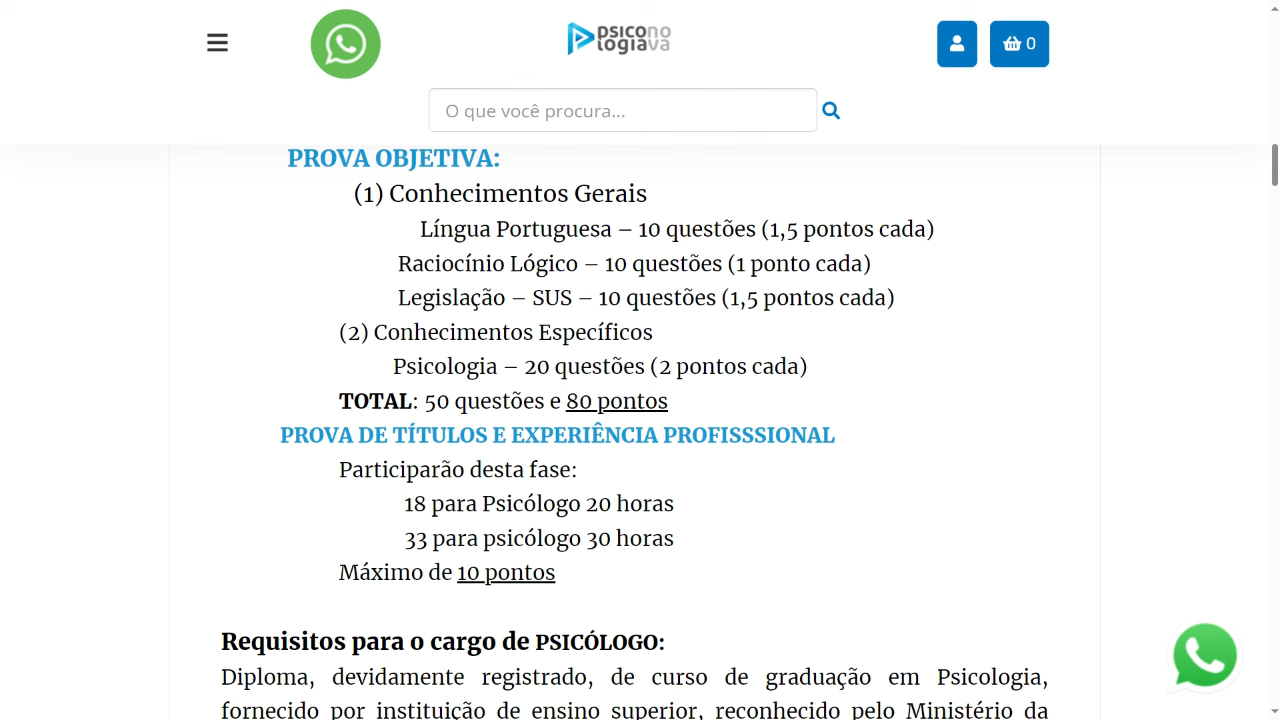 psicono
logiava
0
O que você procura...
PROVA OBJETIVA:
(1) Conhecimentos Gerais
Língua Portuguesa – 10 questões (1,5 pontos cada)
Raciocínio Lógico – 10 questões (1 ponto cada)
Legislação – SUS – 10 questões (1,5 pontos cada)
(2) Conhecimentos Específicos
Psicologia – 20 questões (2 pontos cada)
TOTAL: 50 questões e 80 pontos
PROVA DE TÍTULOS E EXPERIÊNCIA PROFISSSIONAL
Participarão desta fase:
18 para Psicólogo 20 horas
33 para psicólogo 30 horas
Máximo de 10 pontos
Requisitos para o cargo de PSICÓLOGO:
Diploma, devidamente registrado, de curso de graduação em Psicologia,
fornecido por instituição de ensino superior, reconhecido pelo Ministério da